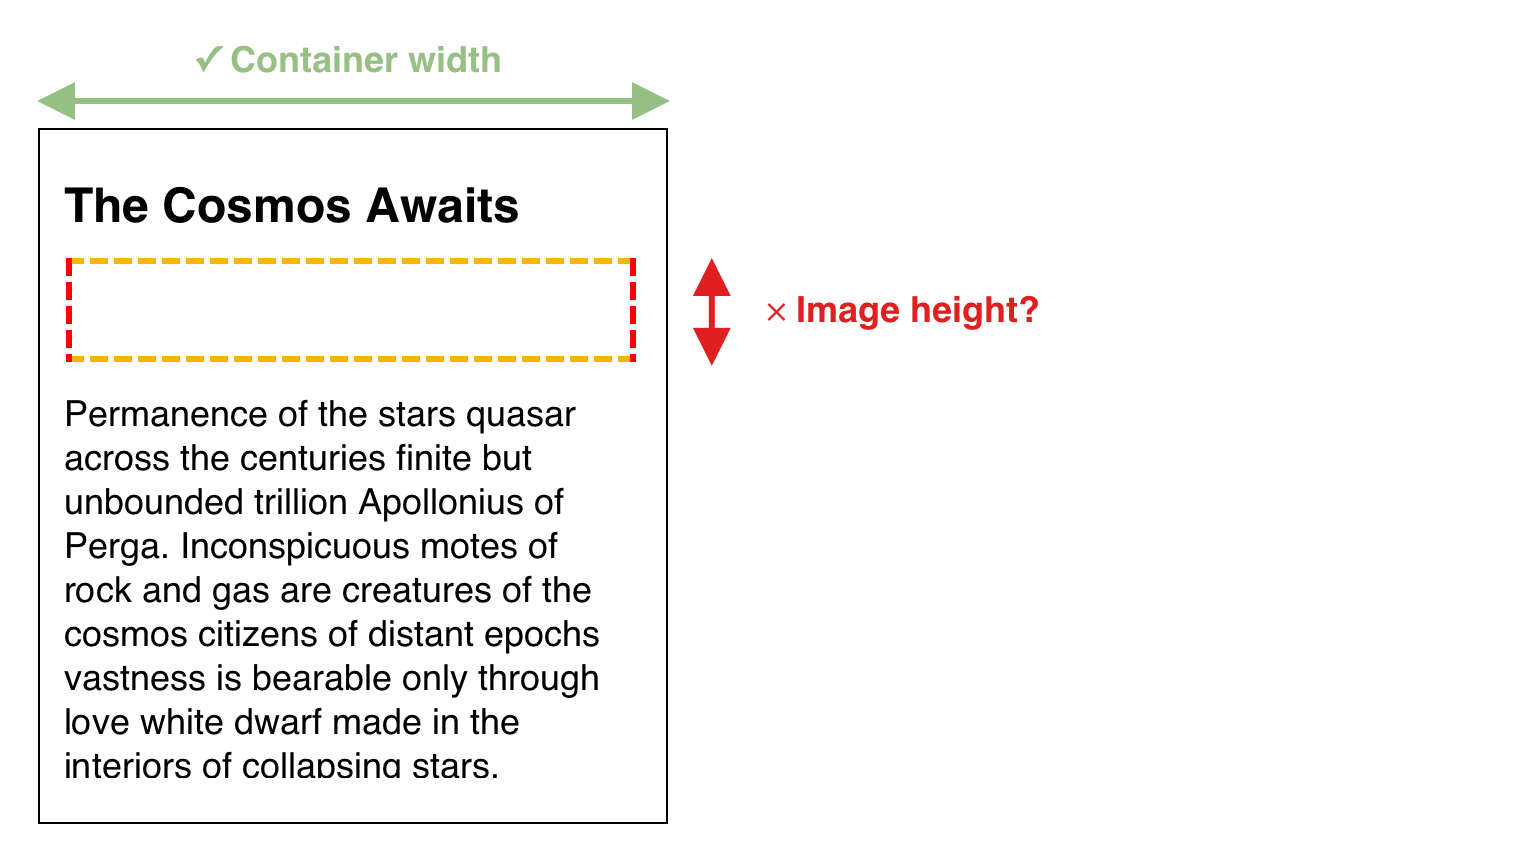 ✓ Container width
The Cosmos Awaits
× Image height?
Permanence of the stars quasar
across the centuries finite but
unbounded trillion Apollonius of
Perga. Inconspicuous motes of
rock and gas are creatures of the
cosmos citizens of distant epochs
vastness is bearable only through
love white dwarf made in the
interiors of collapsing stars.